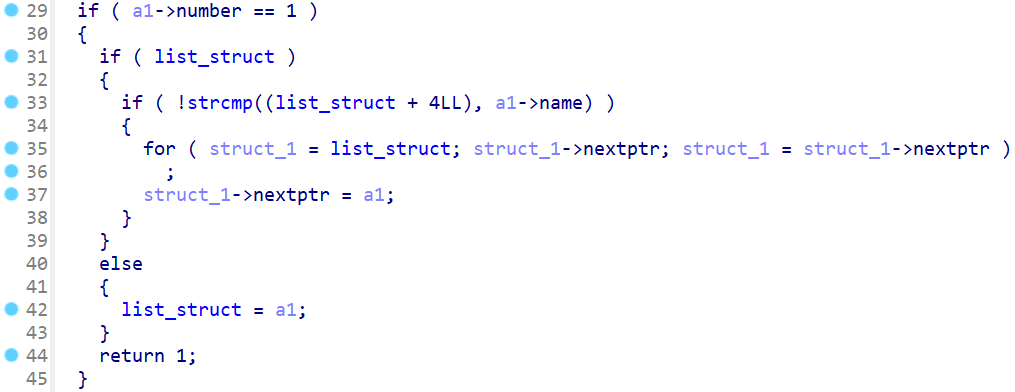 29 if ( a1->number == 1 )
30 {
31 if ( list_struct )
32 {
33 if ( !strcmp((list_struct + 4LL), a1->name) )
34 {
35 for ( struct_1 = list_struct; struct_1->nextptr; struct_1 = struct_1->nextptr )
36 ;
37 struct_1->nextptr = a1;
38 }
39 }
40 else
41 {
42 list_struct = a1;
43 }
44 return 1;
45 }